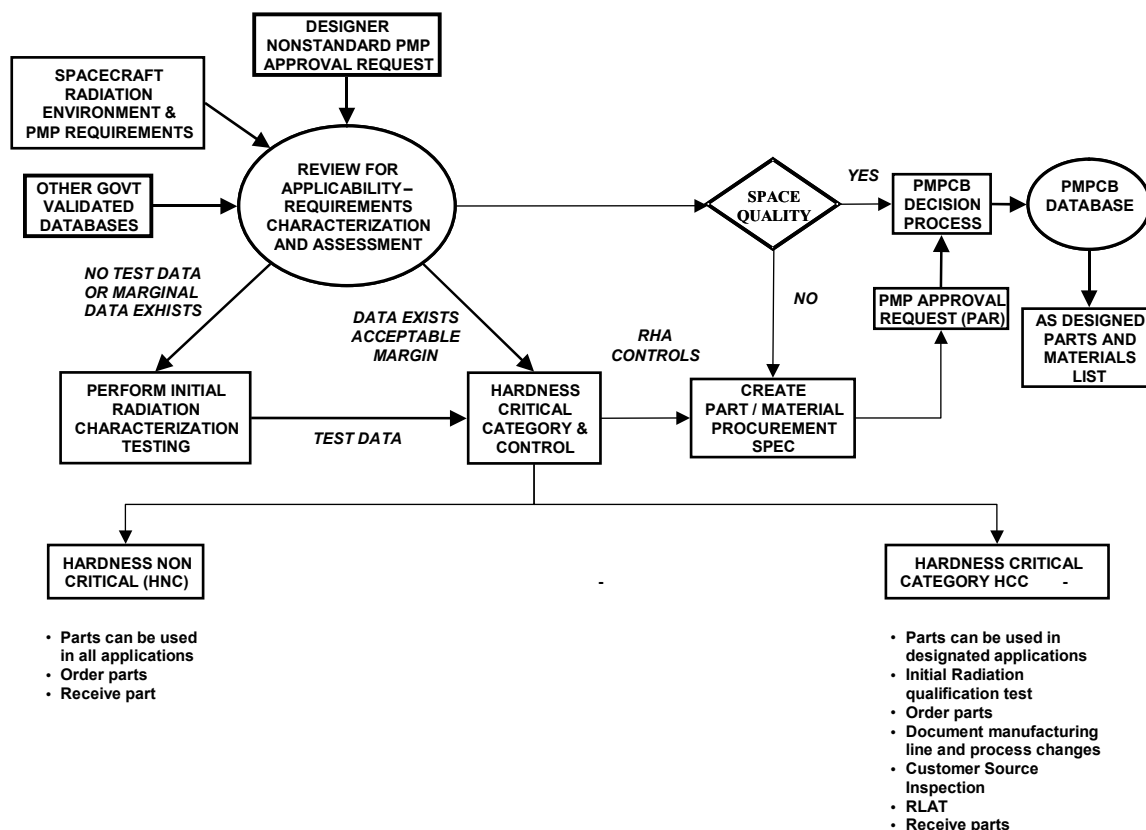 DESIGNER
NONSTANDARD PMP
APPROVAL REQUEST
SPACECRAFT
RADIATION
ENVIRONMENT &
PMP REQUIREMENTS
OTHER GOVT
VALIDATED
DATABASES
REVIEW FOR
APPLICABILITY–
REQUIREMENTS
CHARACTERIZATION
AND ASSESSMENT
SPACE
QUALITY
YES
PMPCB
DECISION
PROCESS
PMPCB
DATABASE
NO TEST DATA
OR MARGINAL
DATA EXHISTS
DATA EXISTS
ACCEPTABLE
MARGIN
RHA
CONTROLS
NO
PMP APPROVAL
REQUEST (PAR)
AS DESIGNED
PARTS AND
MATERIALS
LIST
PERFORM INITIAL
RADIATION
CHARACTERIZATION
TESTING
TEST DATA
HARDNESS
CRITICAL
CATEGORY &
CONTROL
CREATE
PART / MATERIAL
PROCUREMENT
SPEC
HARDNESS NON
CRITICAL (HNC)
-
HARDNESS CRITICAL
CATEGORY HCC -
• Parts can be used
in all applications
• Order parts
• Receive part
• Parts can be used in
designated applications
• Initial Radiation
qualification test
• Order parts
• Document manufacturing
line and process changes
• Customer Source
Inspection
• RLAT
• Receive parts